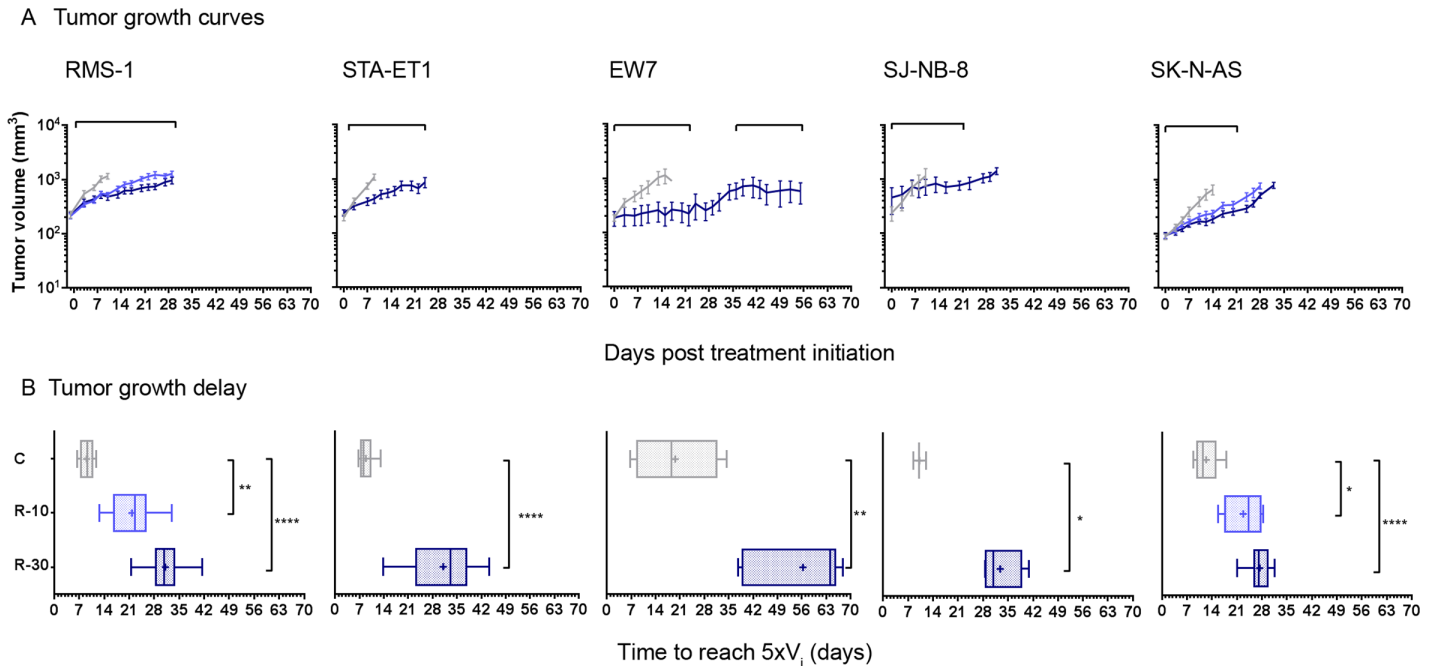 A Tumor growth curves
RMS-1 STA-ET1 EW7 SJ-NB-8 SK-N-AS
Tumor volume (mm³)
10⁴
10³
10²
10¹
0 7 14 21 28 35 42 49 56 63 70
0 7 14 21 28 35 42 49 56 63 70
0 7 14 21 28 35 42 49 56 63 70
0 7 14 21 28 35 42 49 56 63 70
0 7 14 21 28 35 42 49 56 63 70
Days post treatment initiation
B Tumor growth delay
C
R-10
R-30
**
****
****
**
*
*
****
0 7 14 21 28 35 42 49 56 63 70
0 7 14 21 28 35 42 49 56 63 70
0 7 14 21 28 35 42 49 56 63 70
0 7 14 21 28 35 42 49 56 63 70
0 7 14 21 28 35 42 49 56 63 70
Time to reach 5xVᵢ (days)